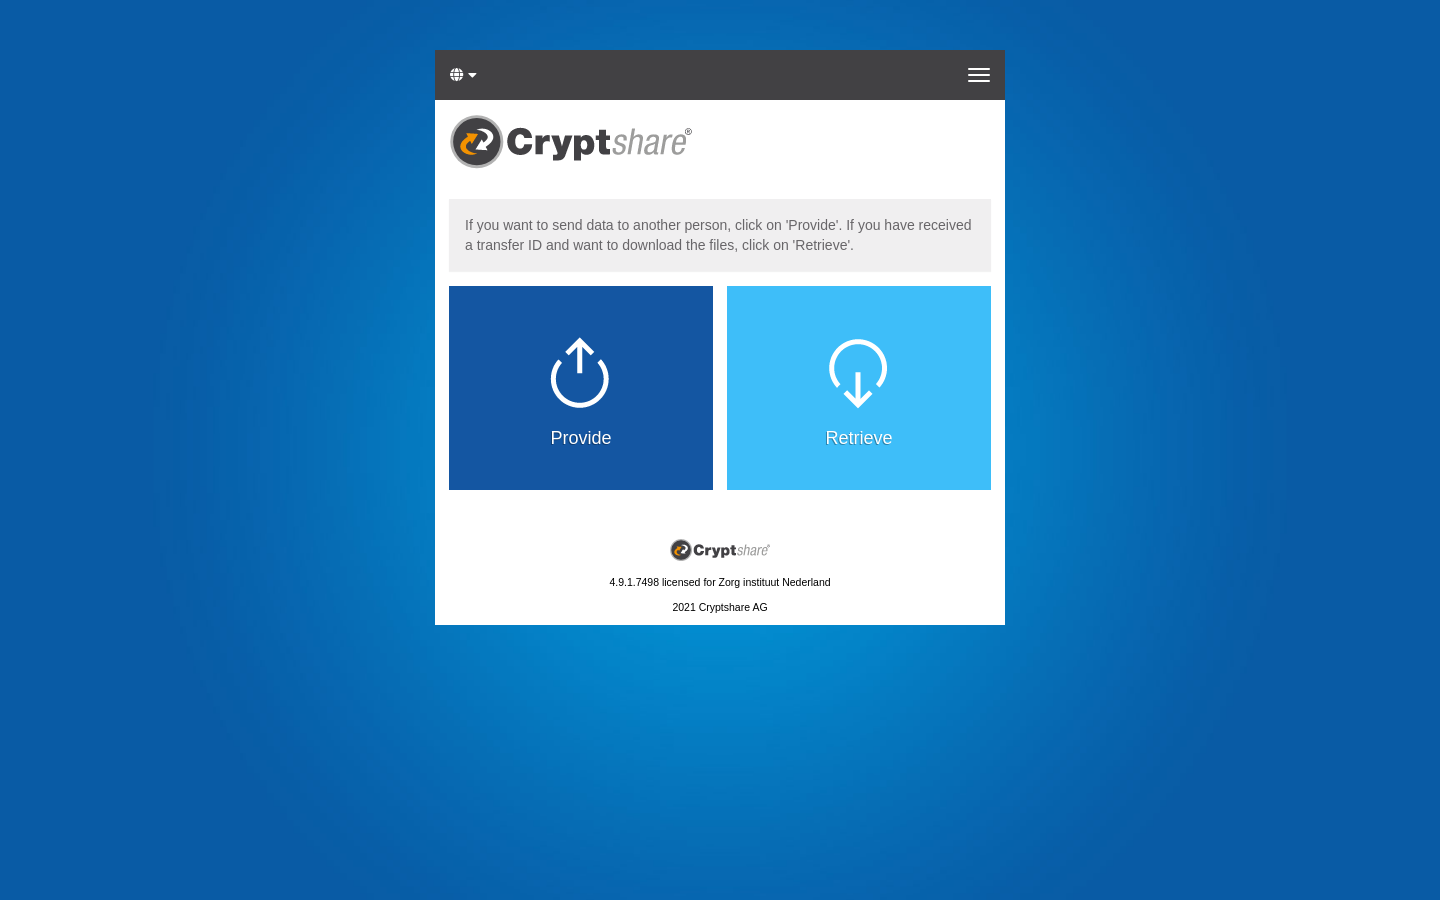 Cryptshare®
If you want to send data to another person, click on 'Provide'. If you have received
a transfer ID and want to download the files, click on 'Retrieve'.
Provide
Retrieve
Cryptshare®
4.9.1.7498 licensed for Zorg instituut Nederland
2021 Cryptshare AG